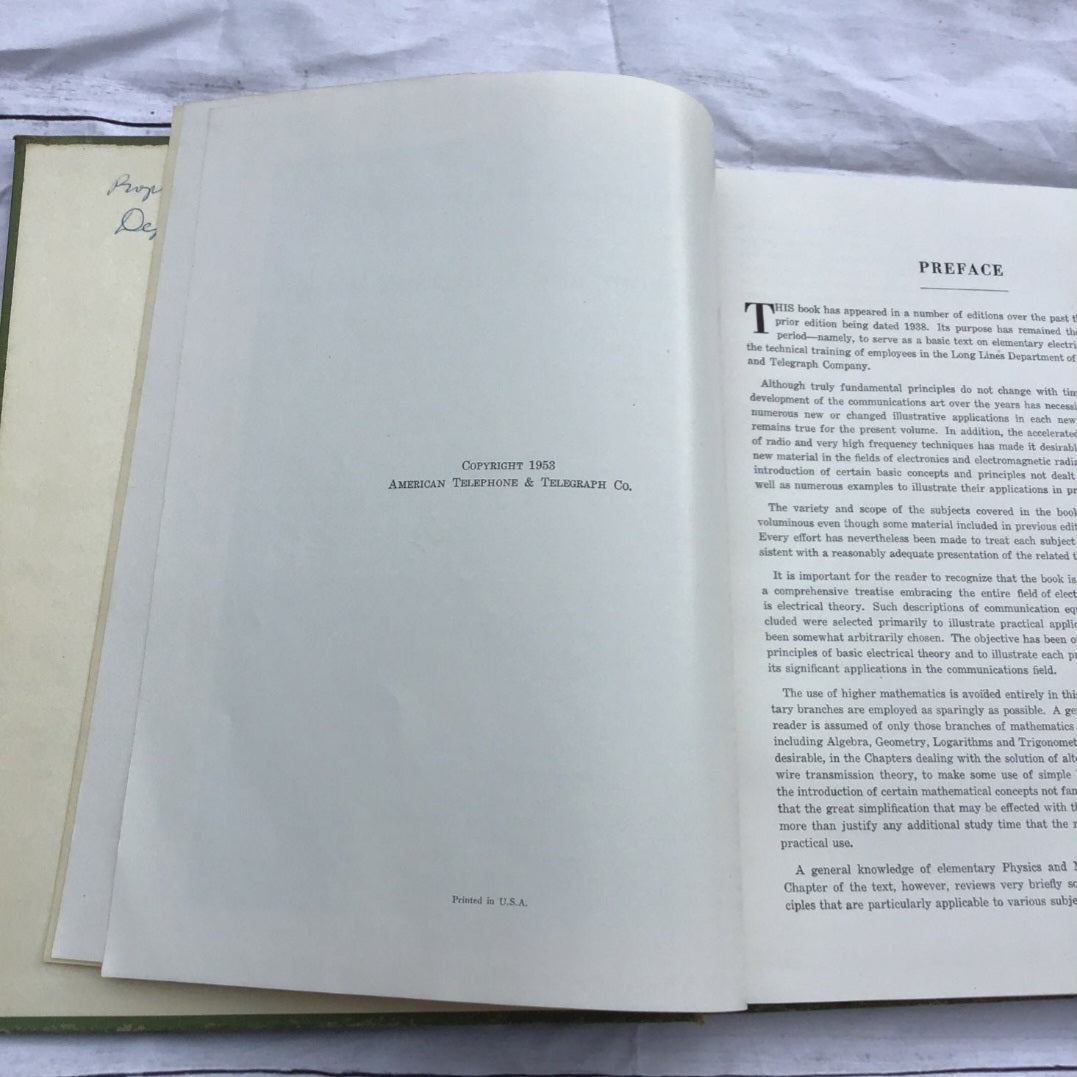 Prop
De
COPYRIGHT 1953
AMERICAN TELEPHONE & TELEGRAPH CO.
Printed in U.S.A.
PREFACE
THIS book has appeared in a number of editions over the past
prior edition being dated 1938. Its purpose has remained the
period—namely, to serve as a basic text on elementary electri
the technical training of employees in the Long Lines Department of
and Telegraph Company.
Although truly fundamental principles do not change with tim
development of the communications art over the years has necessi
numerous new or changed illustrative applications in each new
remains true for the present volume. In addition, the accelerated
of radio and very high frequency techniques has made it desirabl
new material in the fields of electronics and electromagnetic radia
introduction of certain basic concepts and principles not dealt
well as numerous examples to illustrate their applications in pr
The variety and scope of the subjects covered in the book
voluminous even though some material included in previous edit
Every effort has nevertheless been made to treat each subject
sistent with a reasonably adequate presentation of the related t
It is important for the reader to recognize that the book is
a comprehensive treatise embracing the entire field of elect
is electrical theory. Such descriptions of communication equ
cluded were selected primarily to illustrate practical applic
been somewhat arbitrarily chosen. The objective has been o
principles of basic electrical theory and to illustrate each pr
its significant applications in the communications field.
The use of higher mathematics is avoided entirely in this
tary branches are employed as sparingly as possible. A ge
reader is assumed of only those branches of mathematics
including Algebra, Geometry, Logarithms and Trigonomet
desirable, in the Chapters dealing with the solution of alt
wire transmission theory, to make some use of simple
the introduction of certain mathematical concepts not fan
that the great simplification that may be effected with t
more than justify any additional study time that the
practical use.
A general knowledge of elementary Physics and
Chapter of the text, however, reviews very briefly so
ciples that are particularly applicable to various subje